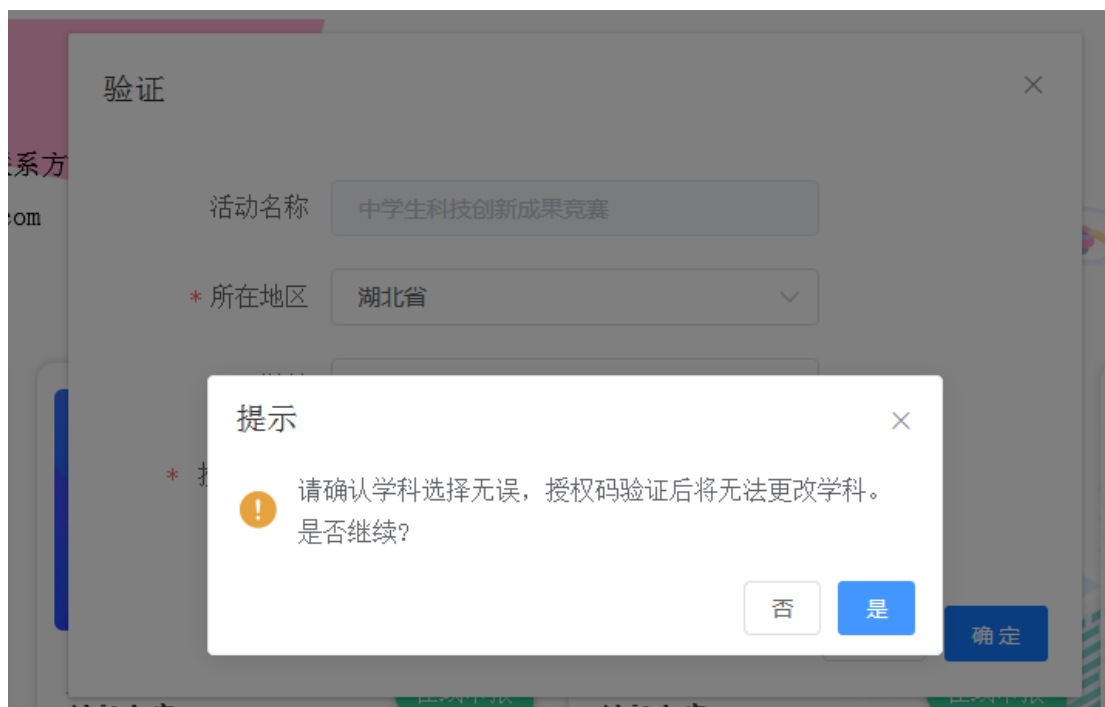 验证
系方
com
活动名称
中学生科技创新成果竞赛
* 所在地区
湖北省
提示
*
请确认学科选择无误，授权码验证后将无法更改学科。
是否继续?
否
是
确定